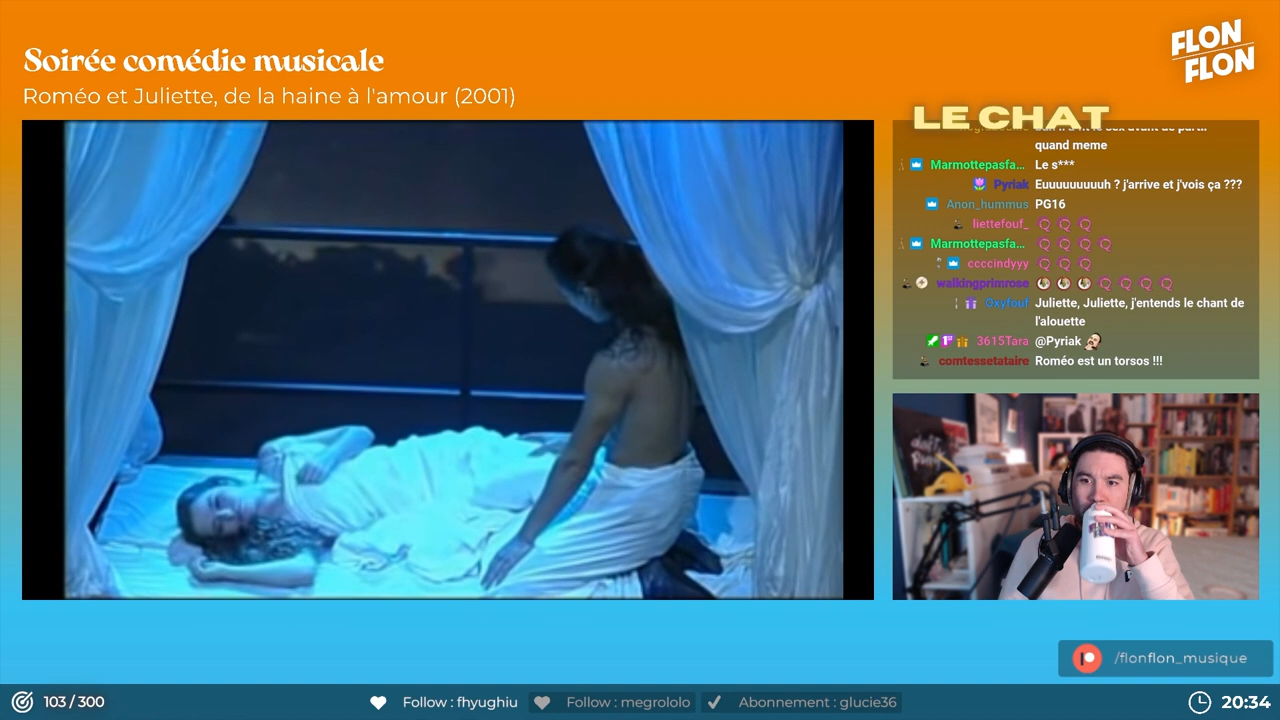 Soirée comédie musicale
Roméo et Juliette, de la haine à l'amour (2001)
FLON
FLON
LE CHAT
quand meme
Marmottepasfa... Le s***
Pyriak Euuuuuuuuuh ? j'arrive et j'vois ça ???
Anon_hummus PG16
liettefouf_
Marmottepasfa...
ccccindyyy
walkingprimrose
Oxyfouf Juliette, Juliette, j'entends le chant de
l'alouette
3615Tara @Pyriak
comtessetataire Roméo est un torsos !!!
/flonflon_musique
103 / 300
Follow : fhyughiu
Follow : megrololo
Abonnement : glucie36
20:34